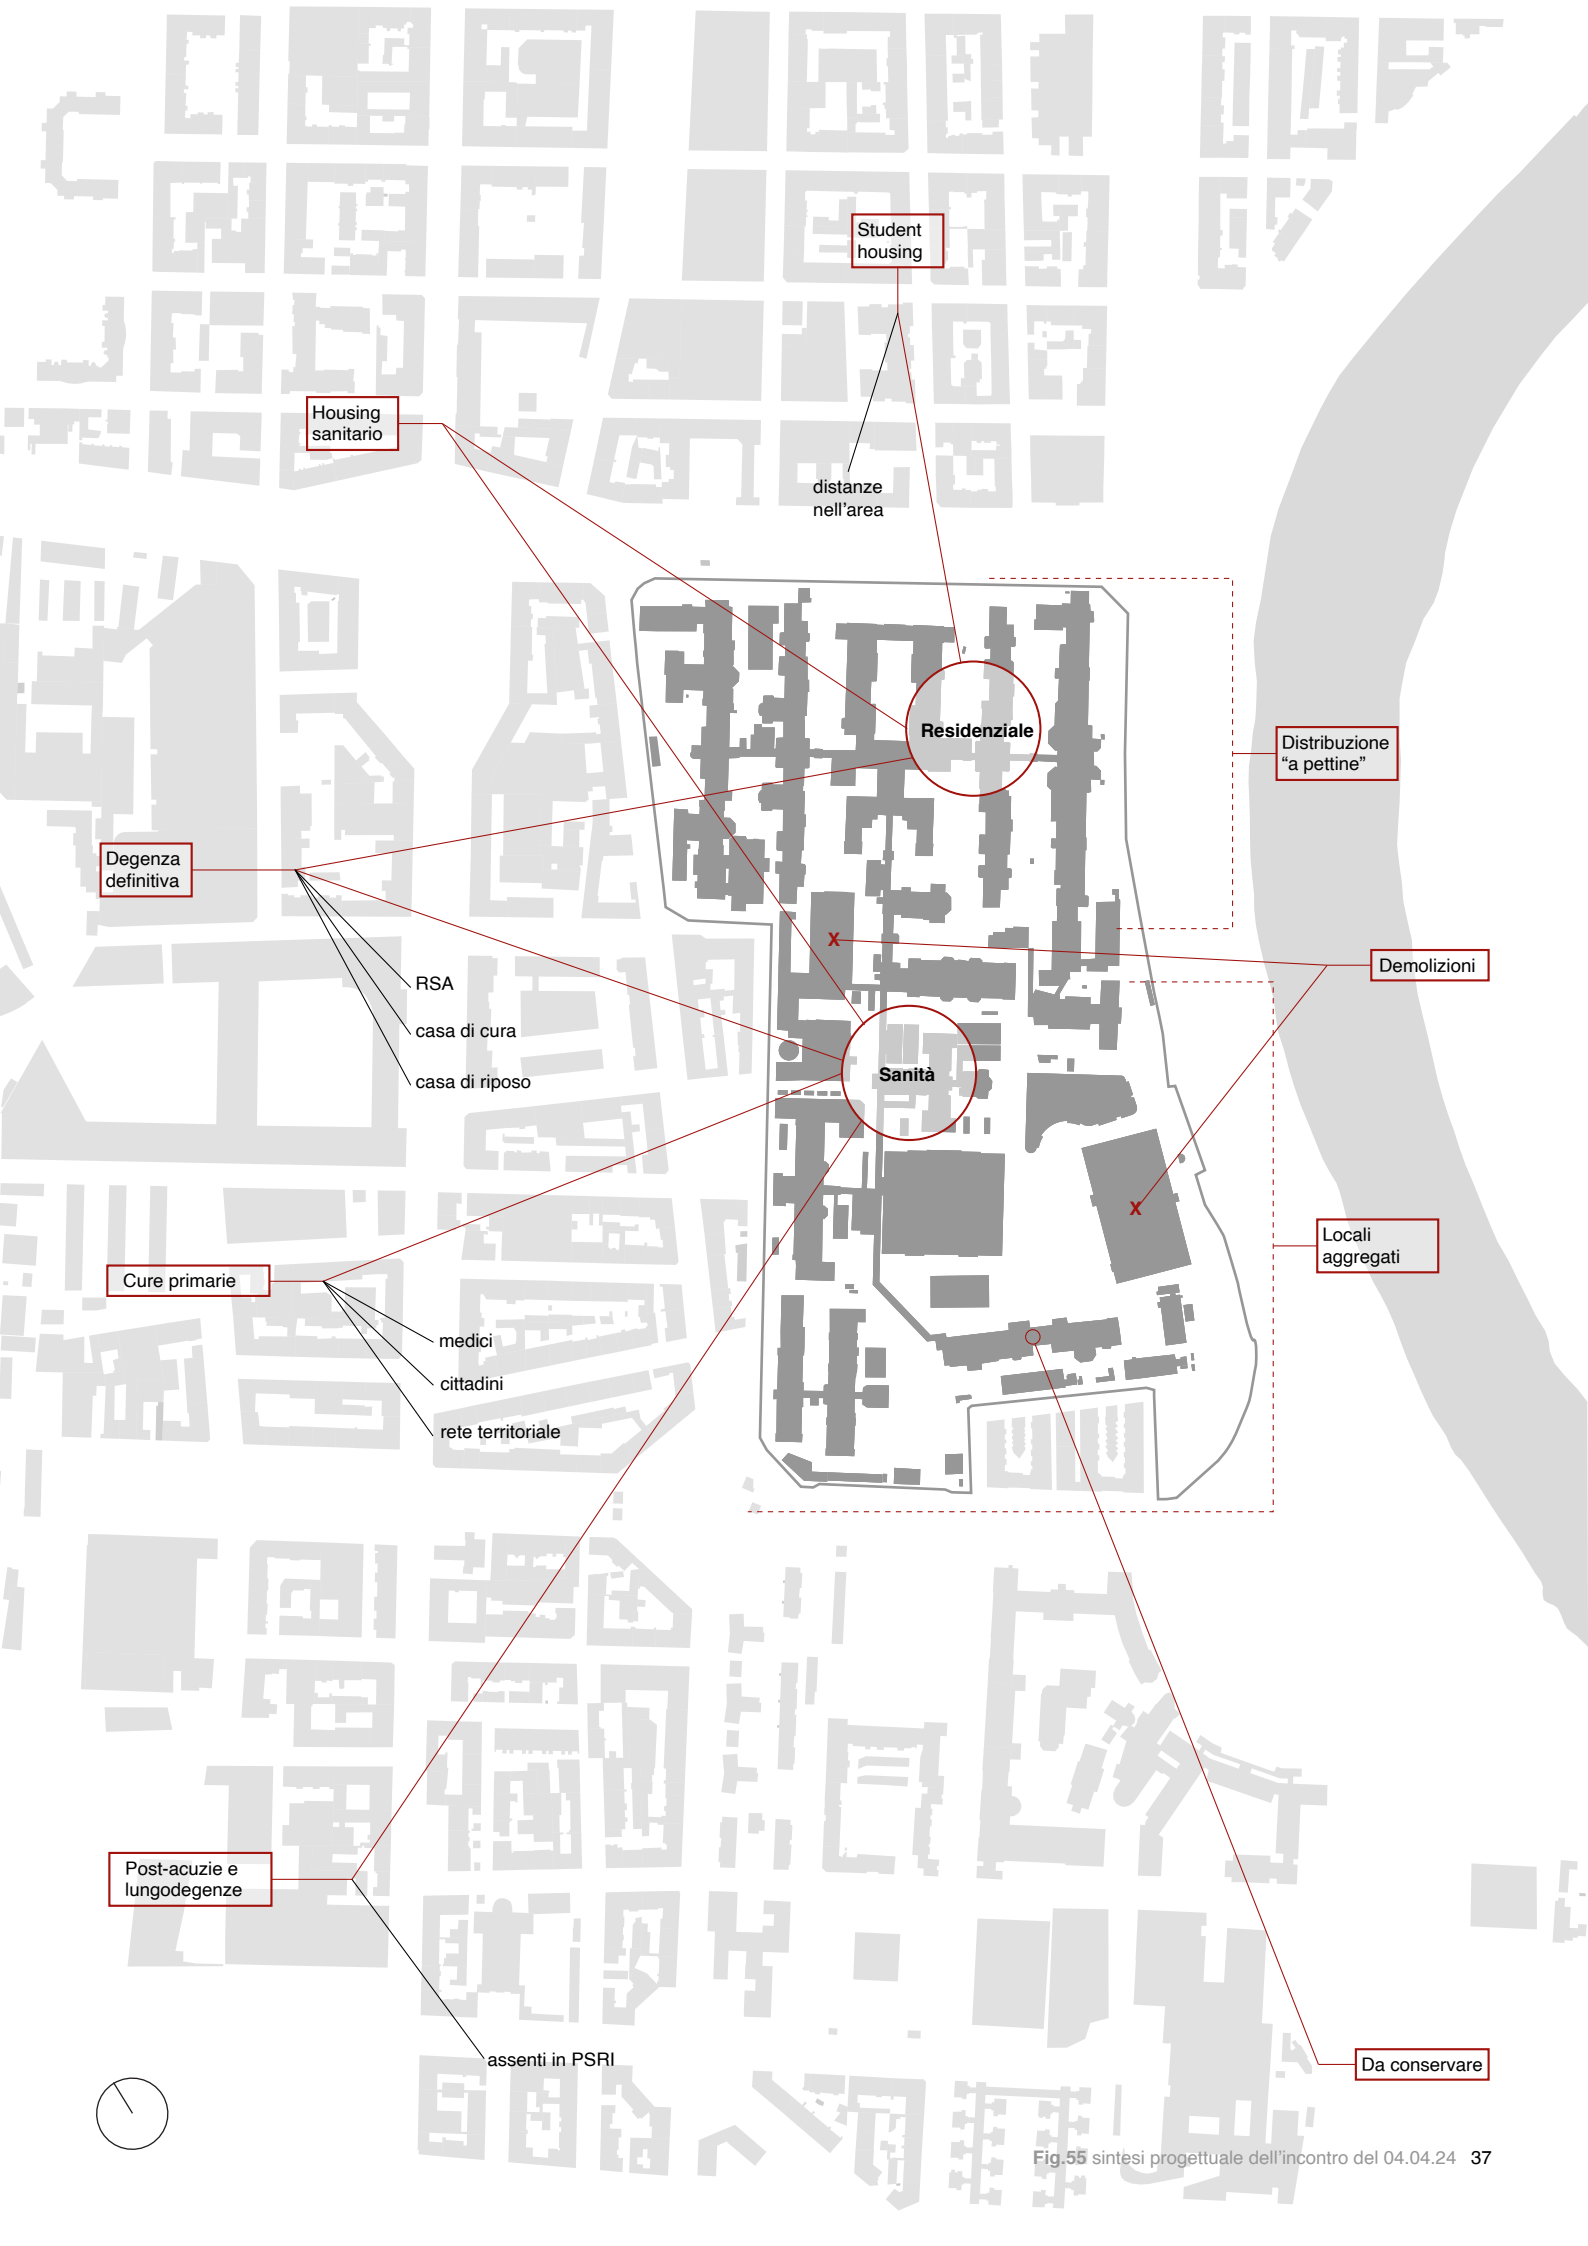 Student
housing
Housing
sanitario
distanze
nell’area
Residenziale
Distribuzione
“a pettine”
Degenza
definitiva
X
Demolizioni
RSA
casa di cura
casa di riposo
Sanità
X
Locali
aggregati
Cure primarie
medici
cittadini
rete territoriale
Post-acuzie e
lungodegenze
assenti in PSRI
Da conservare
Fig.55 sintesi progettuale dell’incontro del 04.04.24 37